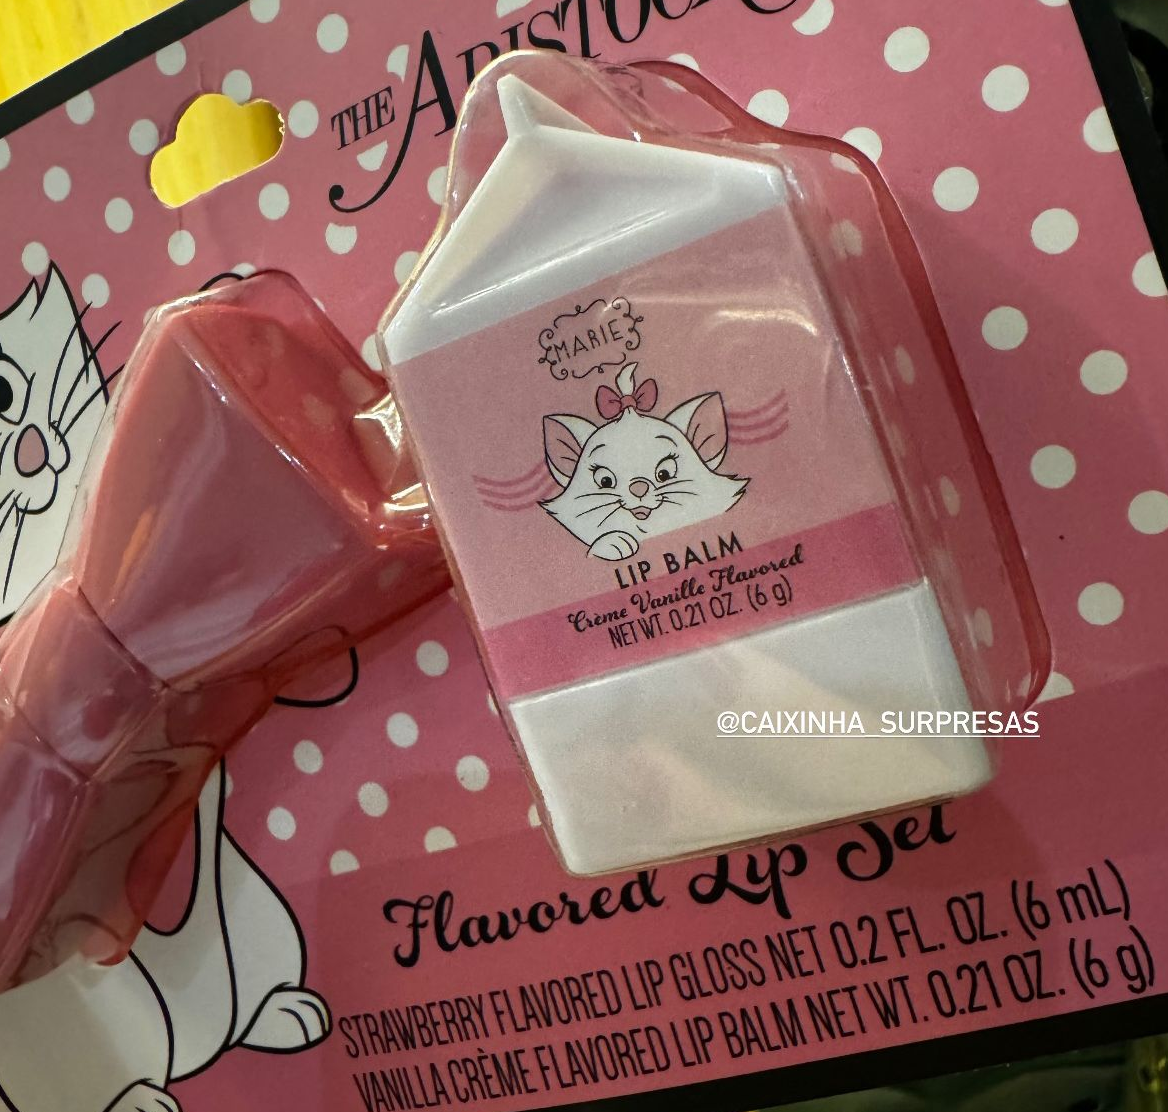 THE ARISTOC
MARIE
LIP BALM
Crème Vanille Flavored
NET WT. 0.21 OZ. (6 g)
@CAIXINHA_SURPRESAS
Flavored Lip Set
STRAWBERRY FLAVORED LIP GLOSS NET 0.2 FL. OZ. (6 mL)
VANILLA CRÈME FLAVORED LIP BALM NET WT. 0.21 OZ. (6 g)